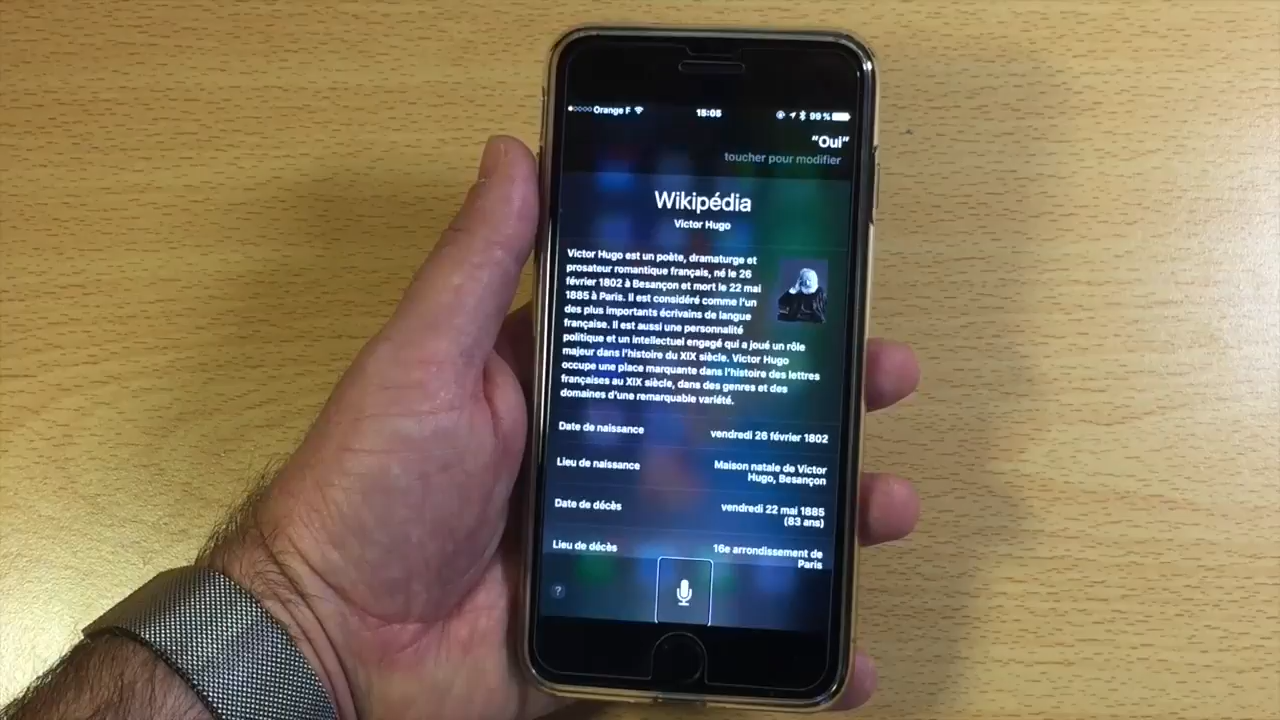 Orange F 15:05 99 %
“Oui”
toucher pour modifier
Wikipédia
Victor Hugo
Victor Hugo est un poète, dramaturge et
prosateur romantique français, né le 26
février 1802 à Besançon et mort le 22 mai
1885 à Paris. Il est considéré comme l’un
des plus importants écrivains de langue
française. Il est aussi une personnalité
politique et un intellectuel engagé qui a joué un rôle
majeur dans l’histoire du XIX siècle. Victor Hugo
occupe une place marquante dans l’histoire des lettres
françaises au XIX siècle, dans des genres et des
domaines d’une remarquable variété.
Date de naissance vendredi 26 février 1802
Lieu de naissance Maison natale de Victor
Hugo, Besançon
Date de décès vendredi 22 mai 1885
(83 ans)
Lieu de décès 16e arrondissement de
Paris
?